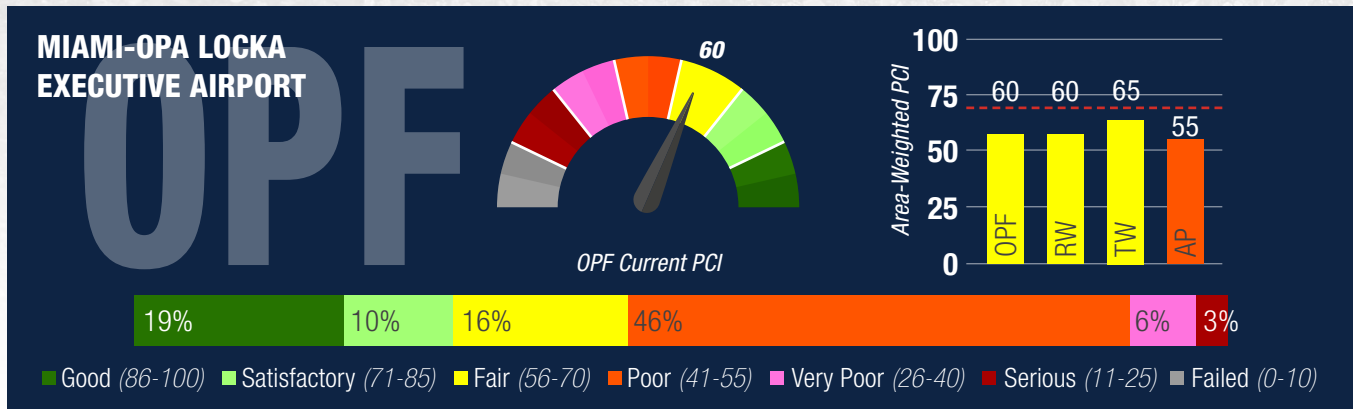 MIAMI-OPA LOCKA
EXECUTIVE AIRPORT
OPF
60
OPF Current PCI
Area-Weighted PCI
100
75
50
25
0
60 60 65 55
OPF RW TW AP
19% 10% 16% 46% 6% 3%
Good (86-100) Satisfactory (71-85) Fair (56-70) Poor (41-55) Very Poor (26-40) Serious (11-25) Failed (0-10)